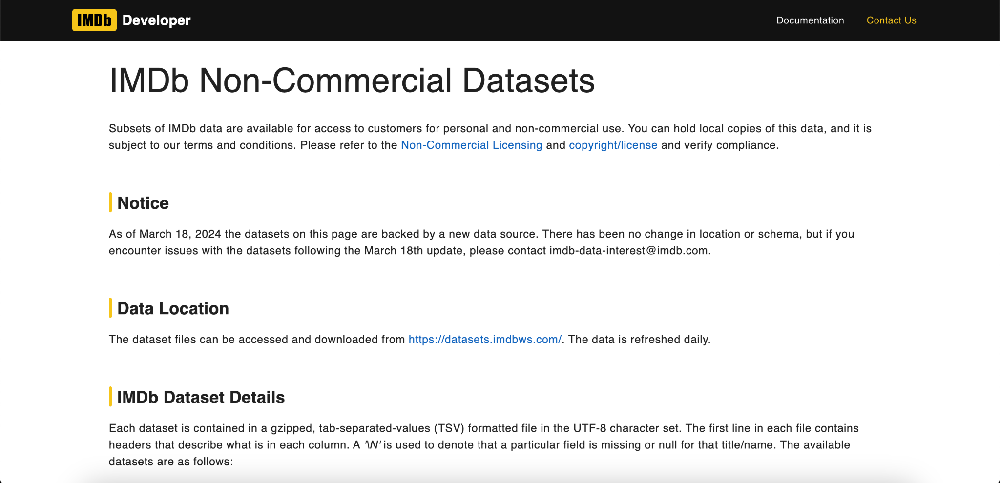 IMDb Developer Documentation Contact Us
IMDb Non-Commercial Datasets
Subsets of IMDb data are available for access to customers for personal and non-commercial use. You can hold local copies of this data, and it is
subject to our terms and conditions. Please refer to the Non-Commercial Licensing and copyright/license and verify compliance.
Notice
As of March 18, 2024 the datasets on this page are backed by a new data source. There has been no change in location or schema, but if you
encounter issues with the datasets following the March 18th update, please contact imdb-data-interest@imdb.com.
Data Location
The dataset files can be accessed and downloaded from https://datasets.imdbws.com/. The data is refreshed daily.
IMDb Dataset Details
Each dataset is contained in a gzipped, tab-separated-values (TSV) formatted file in the UTF-8 character set. The first line in each file contains
headers that describe what is in each column. A '\N' is used to denote that a particular field is missing or null for that title/name. The available
datasets are as follows: